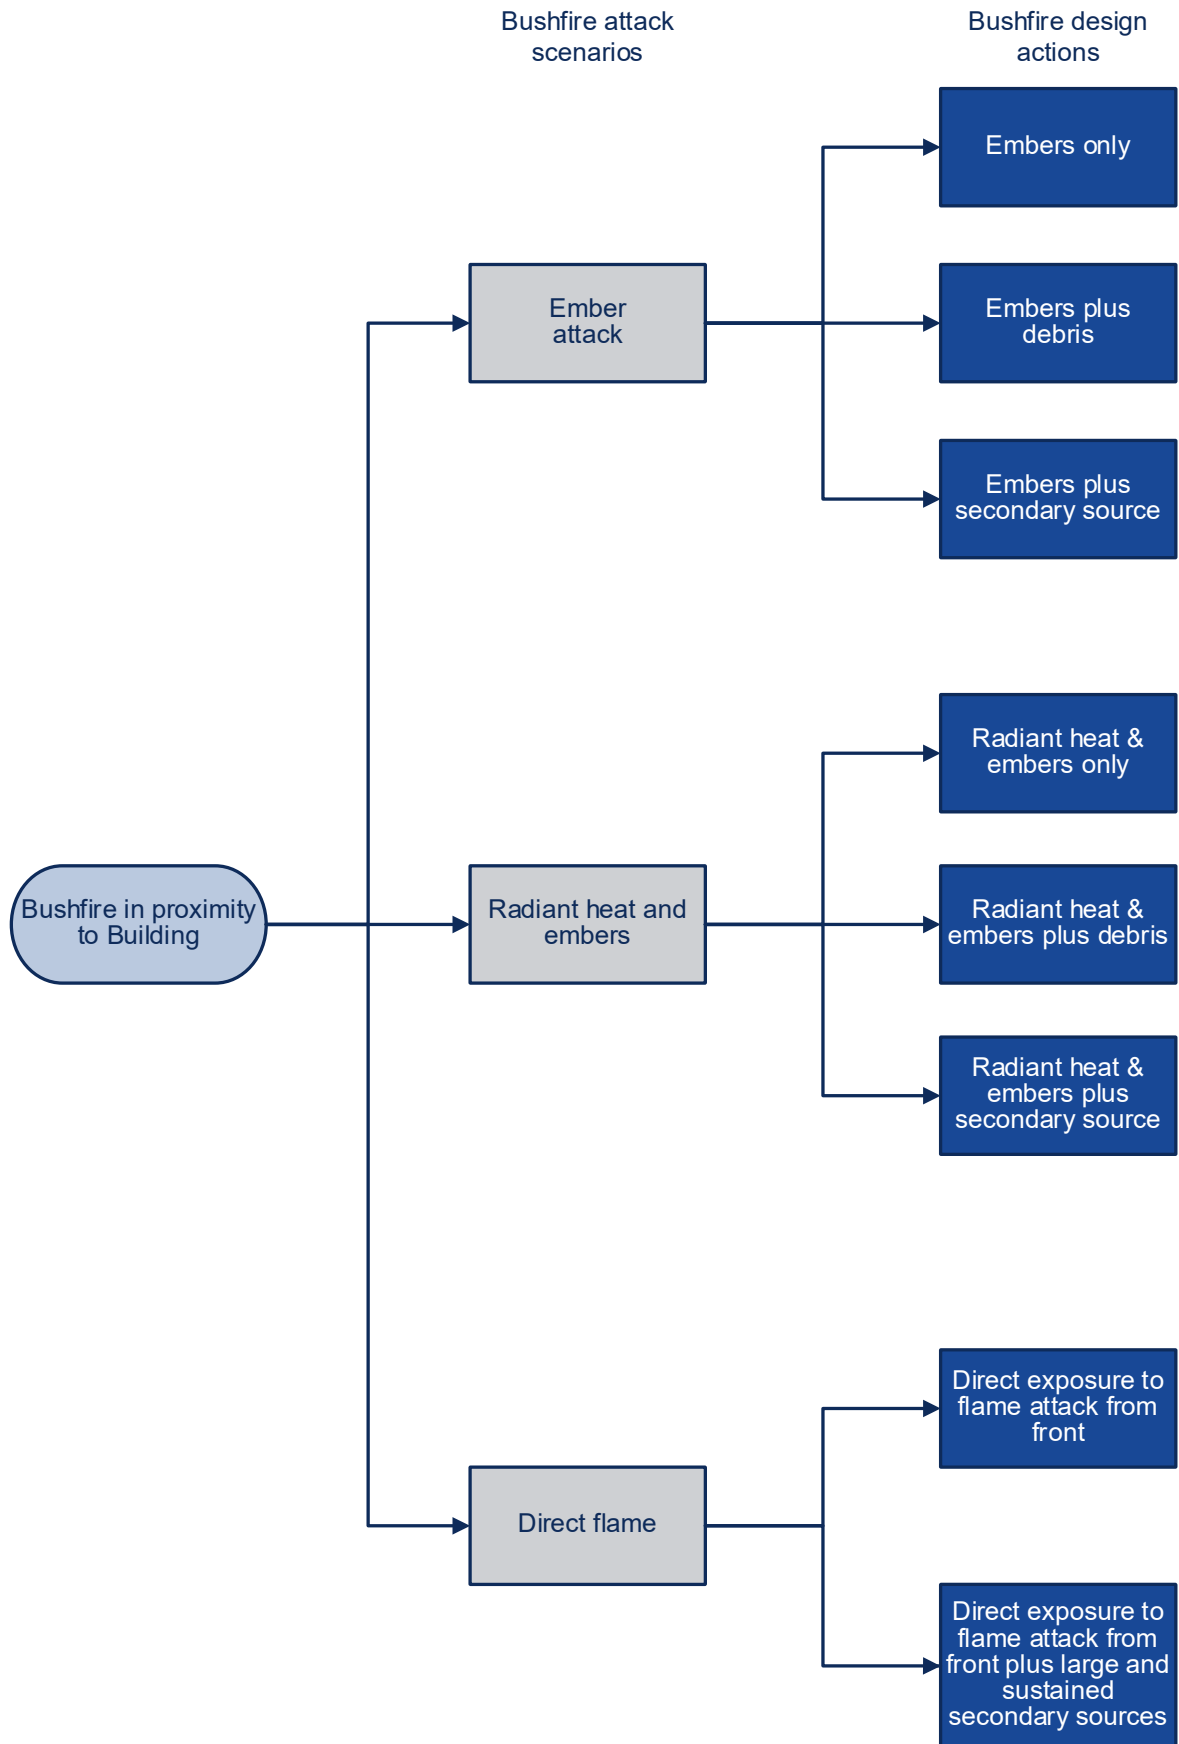 Bushfire attack
scenarios
Bushfire design
actions
Embers only
Ember
attack
Embers plus
debris
Embers plus
secondary source
Radiant heat &
embers only
Bushfire in proximity
to Building
Radiant heat and
embers
Radiant heat &
embers plus debris
Radiant heat &
embers plus
secondary source
Direct exposure to
flame attack from
front
Direct flame
Direct exposure to
flame attack from
front plus large and
sustained
secondary sources